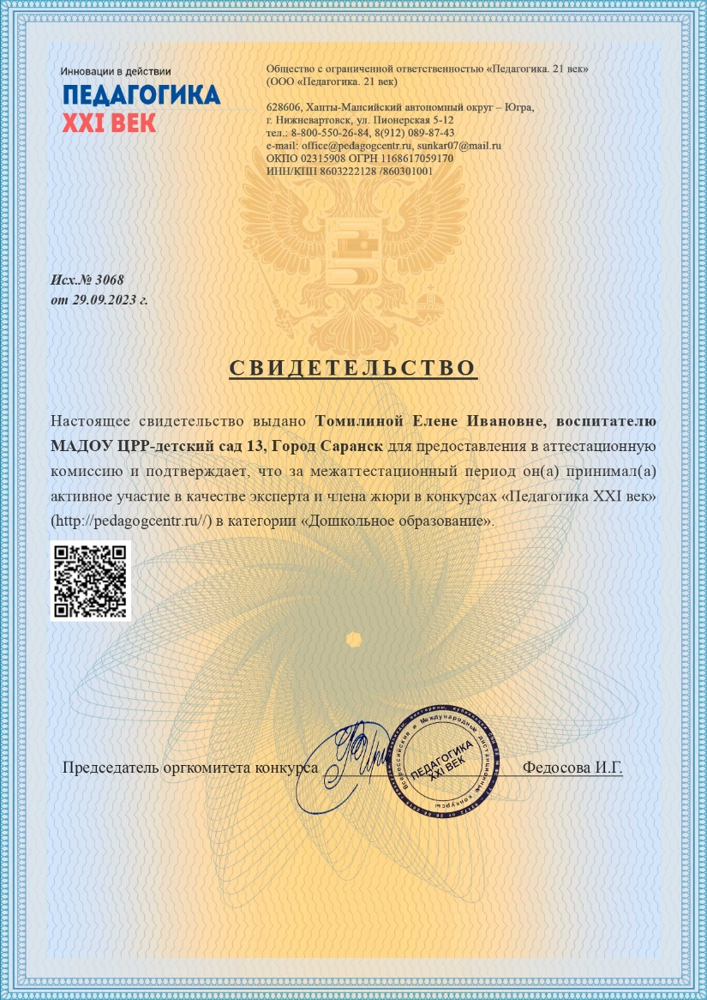 Инновации в действии
ПЕДАГОГИКА
XXI ВЕК
Общество с ограниченной ответственностью «Педагогика. 21 век»
(ООО «Педагогика. 21 век)
628606, Ханты-Мансийский автономный округ – Югра,
г. Нижневартовск, ул. Пионерская 5-12
тел.: 8-800-550-26-84, 8(912) 089-87-43
e-mail: office@pedagogcentr.ru, sunkar07@mail.ru
ОКПО 02315908 ОГРН 1168617059170
ИНН/КПП 8603222128 /860301001
Исх.№ 3068
от 29.09.2023 г.
СВИДЕТЕЛЬСТВО
Настоящее свидетельство выдано Томилиной Елене Ивановне, воспитателю
МАДОУ ЦРР-детский сад 13, Город Саранск для предоставления в аттестационную
комиссию и подтверждает, что за межаттестационный период он(а) принимал(а)
активное участие в качестве эксперта и члена жюри в конкурсах «Педагогика XXI век»
(http://pedagogcentr.ru//) в категории «Дошкольное образование».
Председатель оргкомитета конкурса
Федосова И.Г.
Всероссийские и Международные дистанционные конкурсы
ПЕДАГОГИКА
XXI ВЕК